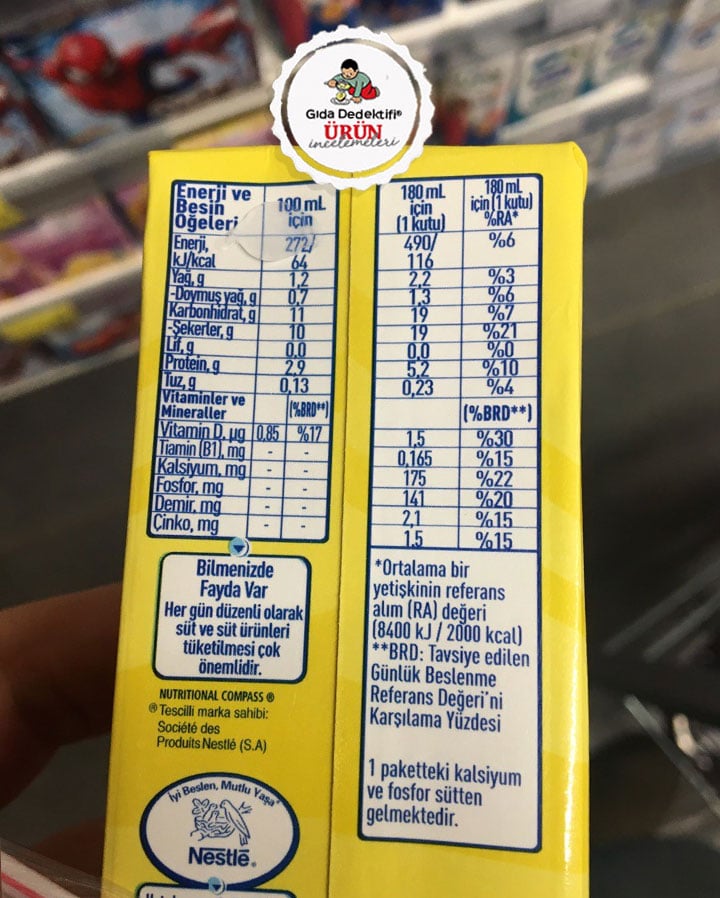 Gıda Dedektifi®
ÜRÜN
incelemeleri
Enerji ve
Besin
Öğeleri
100 mL
için
Enerji,
kJ/kcal
272/
64
Yağ, g 1,2
-Doymuş yağ, g 0,7
Karbonhidrat, g 11
-Şekerler, g 10
Lif, g 0,0
Protein, g 2,9
Tuz, g 0,13
Vitaminler ve
Mineraller (%BRD**)
Vitamin D, µg 0,85 %17
Tiamin (B1), mg - -
Kalsiyum, mg - -
Fosfor, mg - -
Demir, mg - -
Çinko, mg - -
Bilmenizde
Fayda Var
Her gün düzenli olarak
süt ve süt ürünleri
tüketilmesi çok
önemlidir.
NUTRITIONAL COMPASS ®
® Tescilli marka sahibi:
Société des
Produits Nestlé (S.A)
İyi Beslen, Mutlu Yaşa
Nestlé®
180 mL
için
(1 kutu)
180 mL
için (1 kutu)
%RA*
490/ %6
116
2,2 %3
1,3 %6
19 %7
19 %21
0,0 %0
5,2 %10
0,23 %4
(%BRD**)
1,5 %30
0,165 %15
175 %22
141 %20
2,1 %15
1,5 %15
*Ortalama bir
yetişkinin referans
alım (RA) değeri
(8400 kJ / 2000 kcal)
**BRD: Tavsiye edilen
Günlük Beslenme
Referans Değeri'ni
Karşılama Yüzdesi
1 paketteki kalsiyum
ve fosfor sütten
gelmektedir.